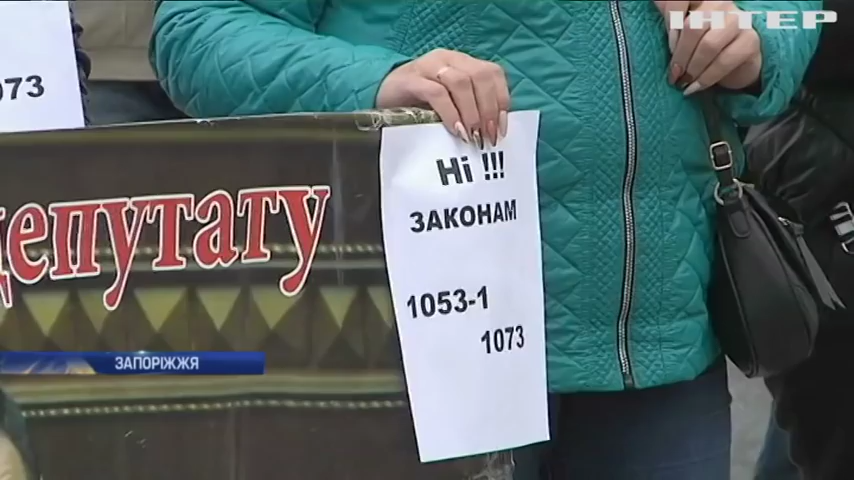 ІНТЕР
073
Ні !!!
ЗАКОНАМ
депутату
1053-1
1073
ЗАПОРІЖЖЯ